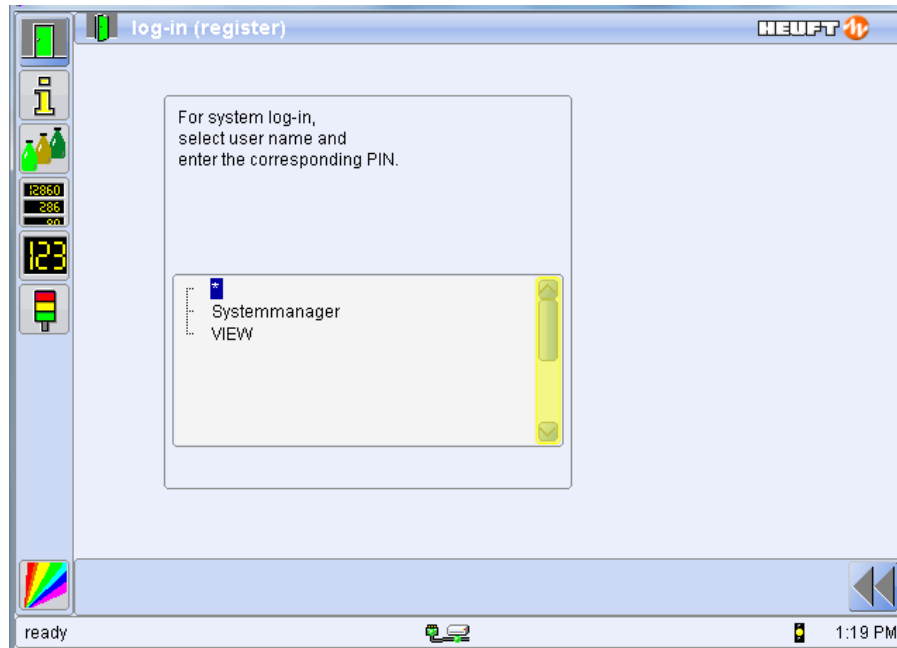 log-in (register)
HEUFT
For system log-in,
select user name and
enter the corresponding PIN.
12860
286
80
123
*
Systemmanager
VIEW
ready
1:19 PM